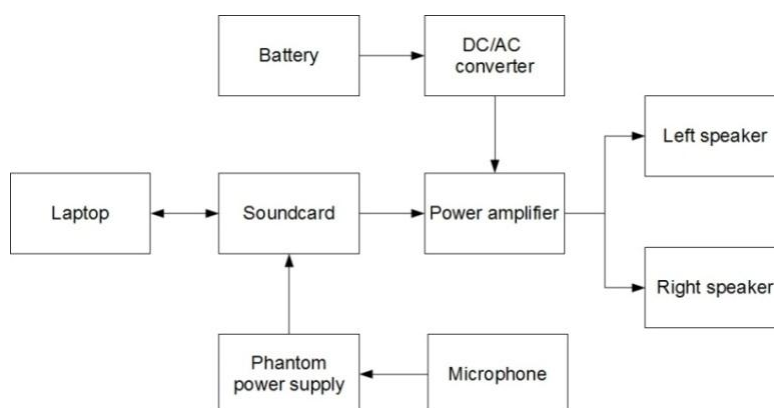 Battery
DC/AC
converter
Left speaker
Laptop
Soundcard
Power amplifier
Right speaker
Phantom
power supply
Microphone